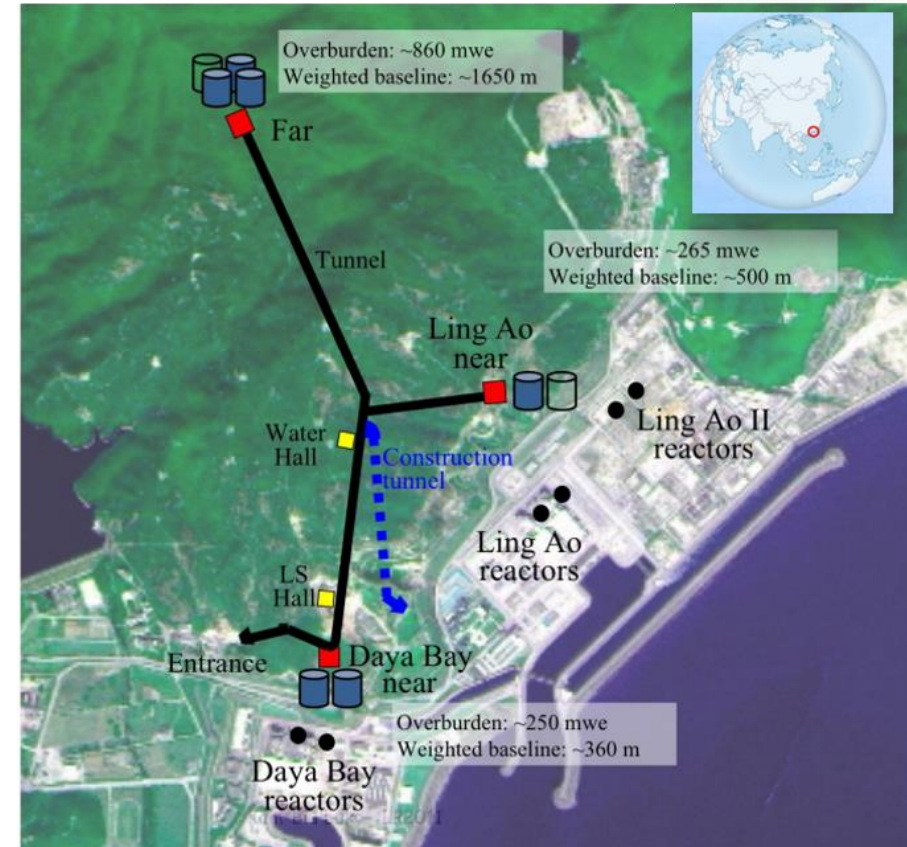 Overburden: ~860 mwe
Weighted baseline: ~1650 m
Far
Tunnel
Overburden: ~265 mwe
Weighted baseline: ~500 m
Ling Ao
near
Water
Hall
Construction
tunnel
Ling Ao II
reactors
Ling Ao
reactors
LS
Hall
Entrance
Daya Bay
near
Overburden: ~250 mwe
Weighted baseline: ~360 m
Daya Bay
reactors